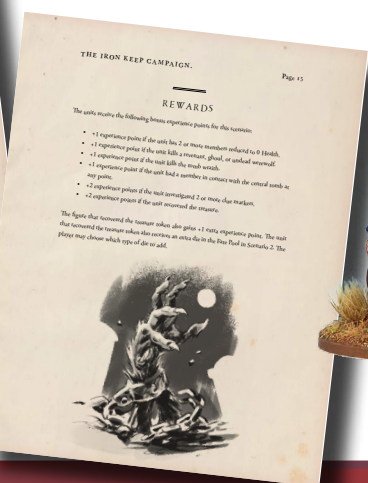 THE IRON KEEP CAMPAIGN.
Page 25
REWARDS
The units receive the following bonus experience points for this scenario:
• +1 experience point if the unit has 2 or more members reduced to 0 Health.
• +1 experience point if the unit kills a revenant, ghoul, or undead werewolf.
• +1 experience point if the unit kills the tomb wraith.
• +1 experience point if the unit had a member in contact with the central tomb at
any point.
• +2 experience points if the unit investigated 2 or more clue markers.
• +2 experience points if the unit recovered the treasure.
The figure that recovered the treasure token also gains +1 extra experience point. The unit
that recovered the treasure token also receives an extra die in the Fate Pool in Scenario 2. The
player may choose which type of die to add.